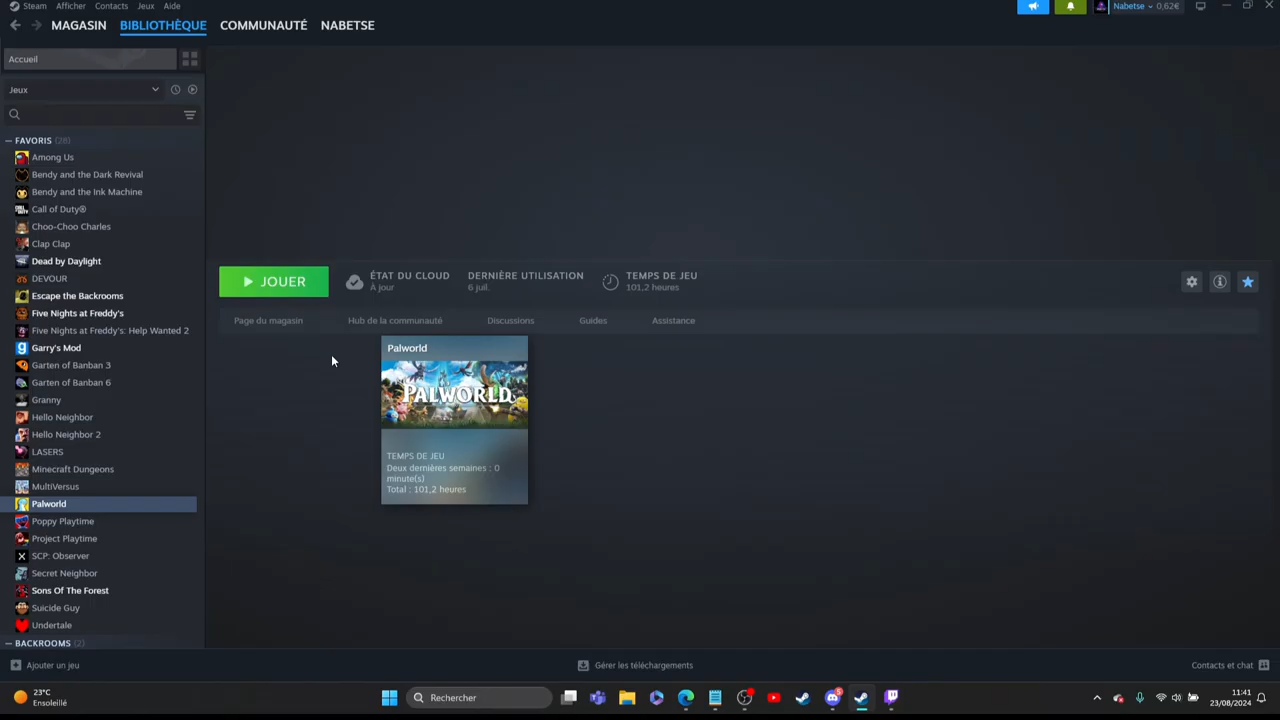 Steam Afficher Contacts Jeux Aide
Nabetse 0,62€
MAGASIN BIBLIOTHÈQUE COMMUNAUTÉ NABETSE
Accueil
Jeux
FAVORIS (28)
Among Us
Bendy and the Dark Revival
Bendy and the Ink Machine
Call of Duty®
Choo-Choo Charles
Clap Clap
Dead by Daylight
DEVOUR
Escape the Backrooms
Five Nights at Freddy's
Five Nights at Freddy's: Help Wanted 2
Garry's Mod
Garten of Banban 3
Garten of Banban 6
Granny
Hello Neighbor
Hello Neighbor 2
LASERS
Minecraft Dungeons
MultiVersus
Palworld
Poppy Playtime
Project Playtime
SCP: Observer
Secret Neighbor
Sons Of The Forest
Suicide Guy
Undertale
BACKROOMS (2)
JOUER
ÉTAT DU CLOUD
À jour
DERNIÈRE UTILISATION
6 juil.
TEMPS DE JEU
101,2 heures
Page du magasin Hub de la communauté Discussions Guides Assistance
Palworld
PALWORLD
TEMPS DE JEU
Deux dernières semaines : 0
minute(s)
Total : 101,2 heures
Ajouter un jeu
Gérer les téléchargements
Contacts et chat
23°C
Ensoleillé
Rechercher
11:41
23/08/2024